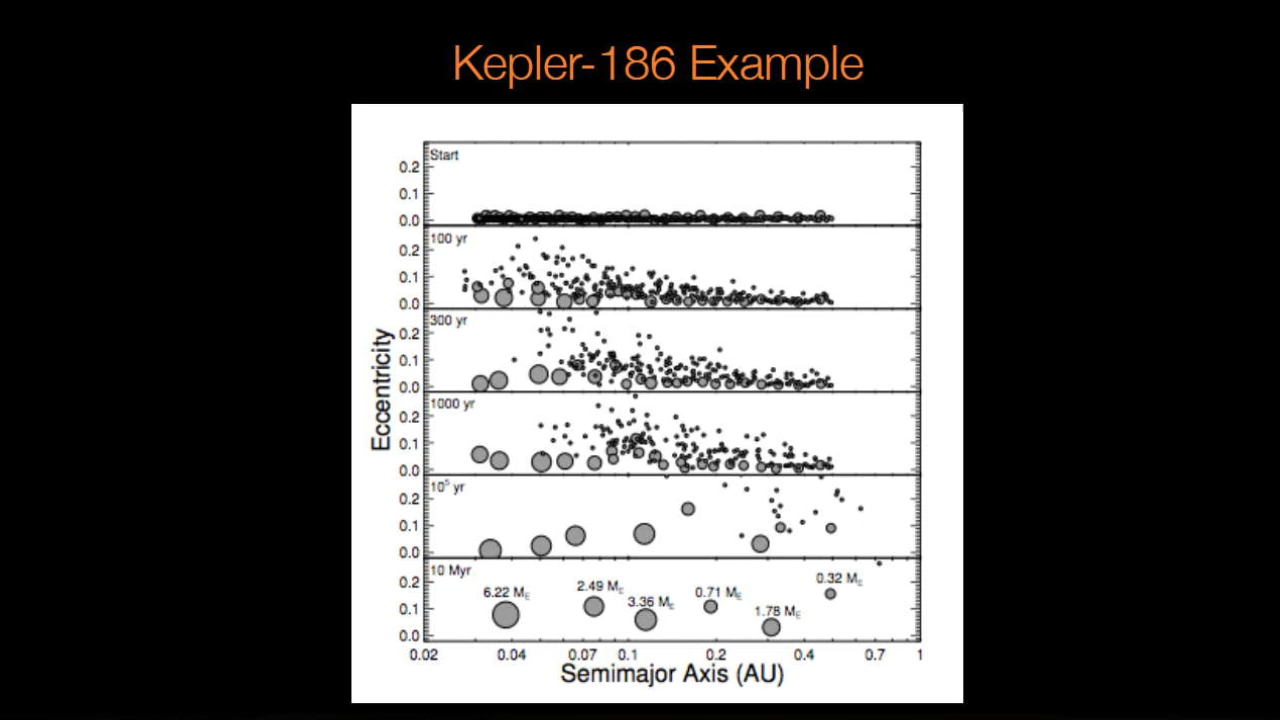 Kepler-186 Example
Start
0.2
0.1
0.0
100 yr
0.2
0.1
0.0
300 yr
0.2
0.1
0.0
1000 yr
0.2
0.1
0.0
10⁵ yr
0.2
0.1
0.0
10 Myr
0.2
0.1
0.0
6.22 M_E
2.49 M_E
3.36 M_E
0.71 M_E
1.78 M_E
0.32 M_E
Eccentricity
0.02 0.04 0.07 0.1 0.2 0.4 0.7 1
Semimajor Axis (AU)